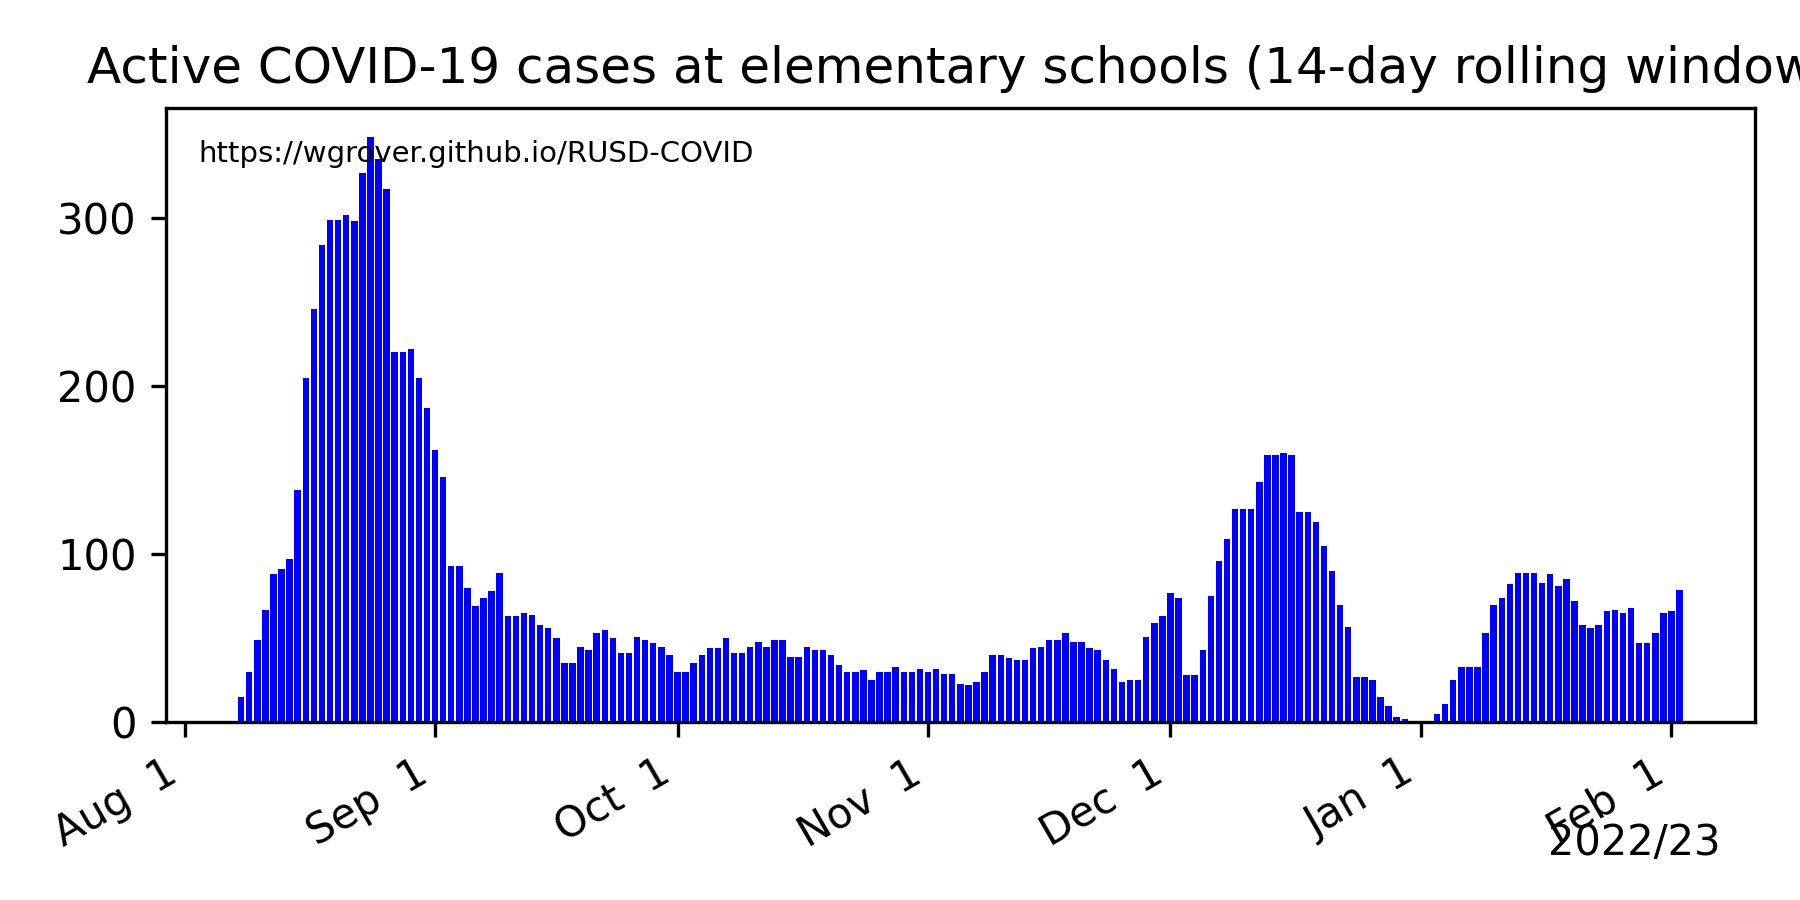 Active COVID-19 cases at elementary schools (14-day rolling window
https://wgrover.github.io/RUSD-COVID
300
200
100
0
Aug 1
Sep 1
Oct 1
Nov 1
Dec 1
Jan 1
Feb 1
2022/23